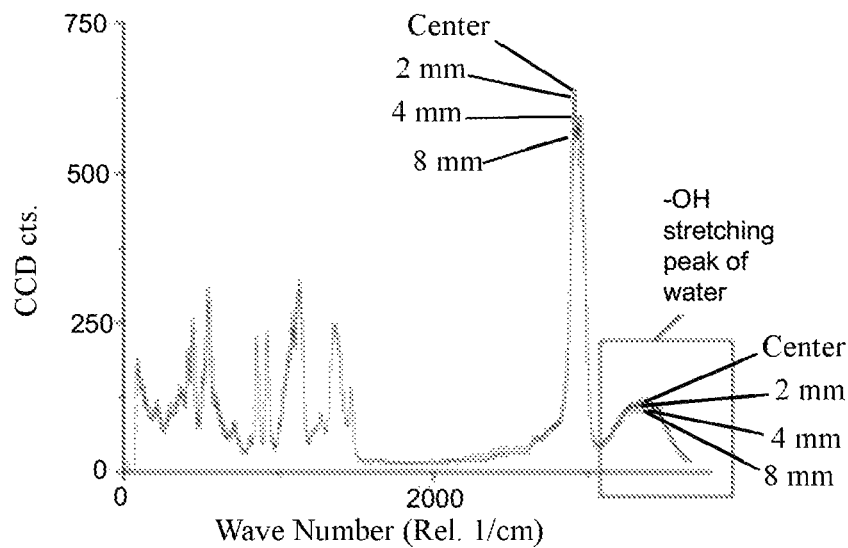 750
500
250
0
0
2000
CCD cts.
Wave Number (Rel. 1/cm)
Center
2 mm
4 mm
8 mm
-OH
stretching
peak of
water
Center
2 mm
4 mm
8 mm